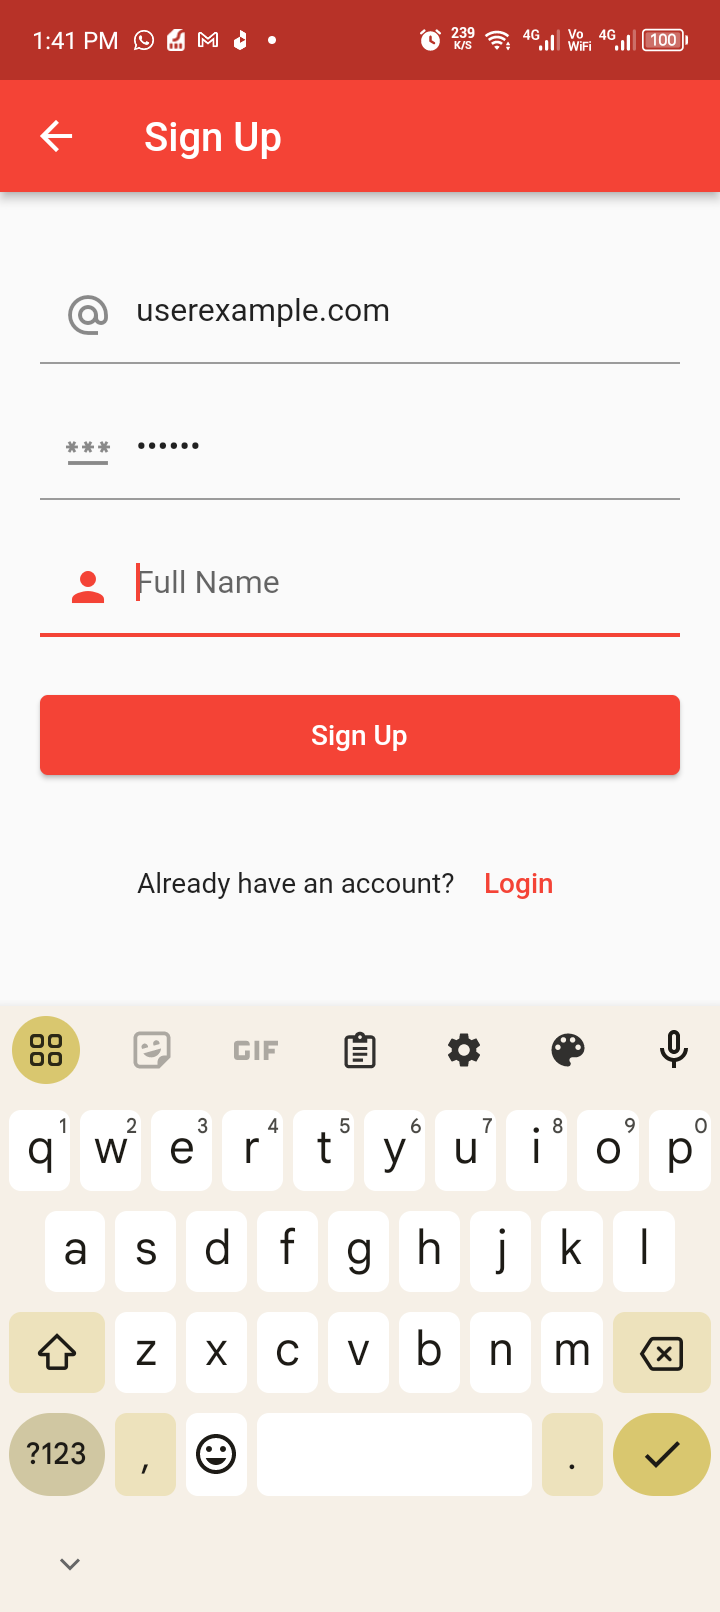 1:41 PM 239 K/S 4G Vo WiFi 4G 100
Sign Up
userexample.com
*** ••••••
Full Name
Sign Up
Already have an account? Login
GIF
q1 w2 e3 r4 t5 y6 u7 i8 o9 p0
a s d f g h j k l
z x c v b n m
?123 , .